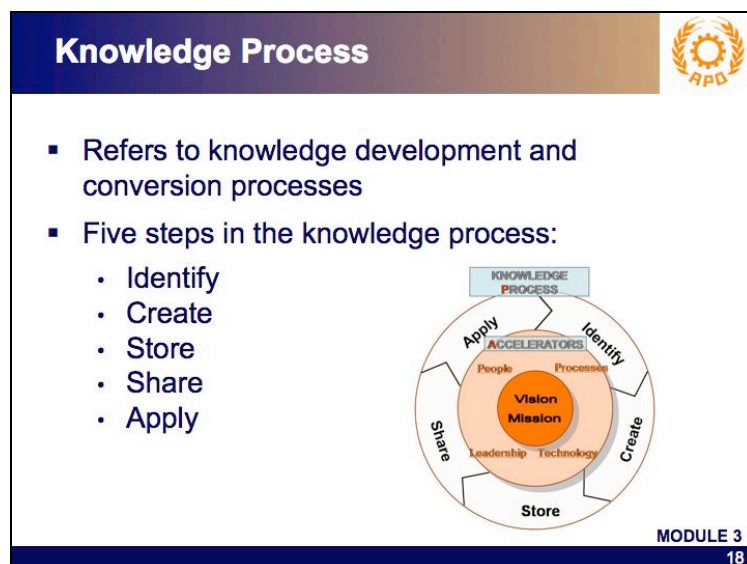 Knowledge Process
APO
▪ Refers to knowledge development and
conversion processes
▪ Five steps in the knowledge process:
• Identify
• Create
• Store
• Share
• Apply
KNOWLEDGE
PROCESS
Apply
Identify
ACCELERATORS
People
Processes
Vision
Mission
Share
Create
Leadership
Technology
Store
MODULE 3
18